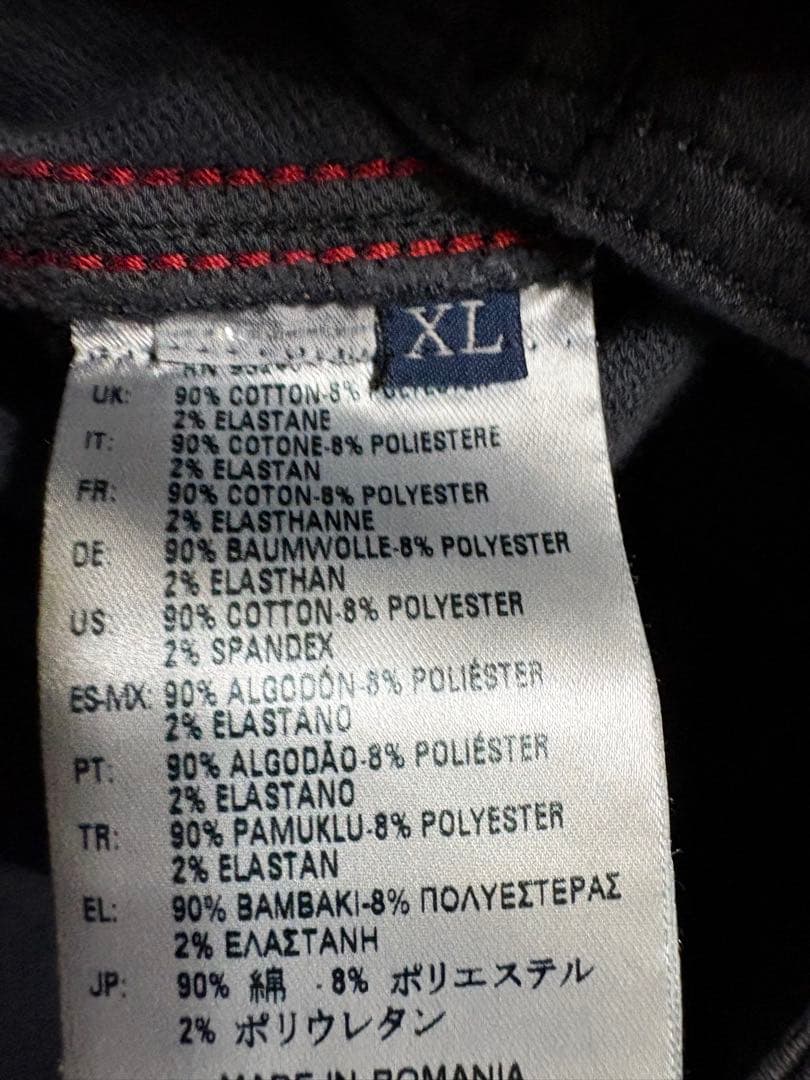 XL
UK: 90% COTTON-8% POLYESTER
2% ELASTANE
IT: 90% COTONE-8% POLIESTERE
2% ELASTAN
FR: 90% COTON-8% POLYESTER
2% ELASTHANNE
DE: 90% BAUMWOLLE-8% POLYESTER
2% ELASTHAN
US: 90% COTTON-8% POLYESTER
2% SPANDEX
ES-MX: 90% ALGODÓN-8% POLIÉSTER
2% ELASTANO
PT: 90% ALGODÃO-8% POLIÉSTER
2% ELASTANO
TR: 90% PAMUKLU-8% POLYESTER
2% ELASTAN
EL: 90% BAMBAKI-8% ΠΟΛΥΕΣΤΕΡΑΣ
2% ΕΛΑΣΤΑΝΗ
JP: 90% 綿 -8% ポリエステル
2% ポリウレタン
MADE IN ROMANIA